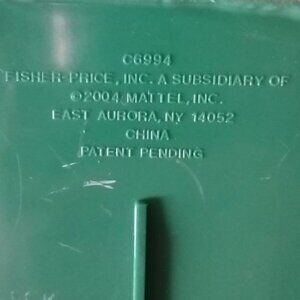 C6994
FISHER-PRICE, INC. A SUBSIDIARY OF
©2004 MATTEL, INC.
EAST AURORA, NY 14052
CHINA
PATENT PENDING